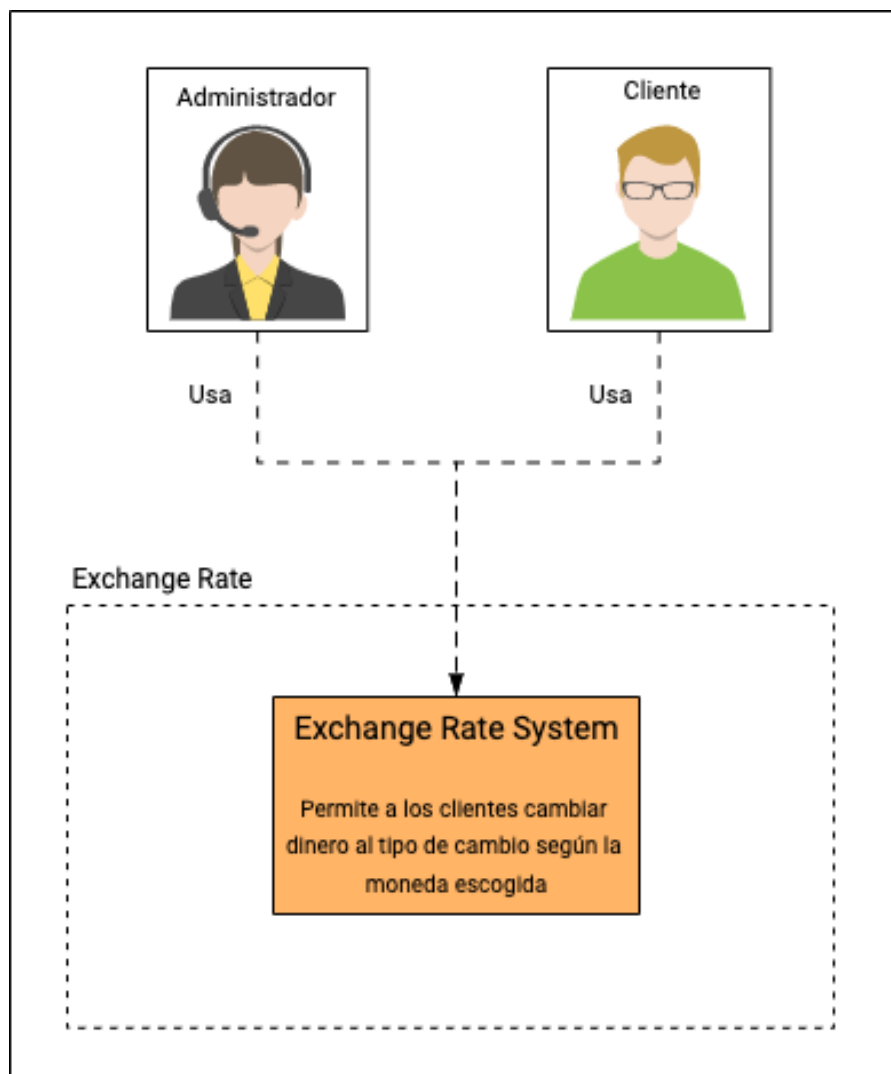 Administrador
Cliente
Usa
Usa
Exchange Rate
Exchange Rate System
Permite a los clientes cambiar
dinero al tipo de cambio según la
moneda escogida